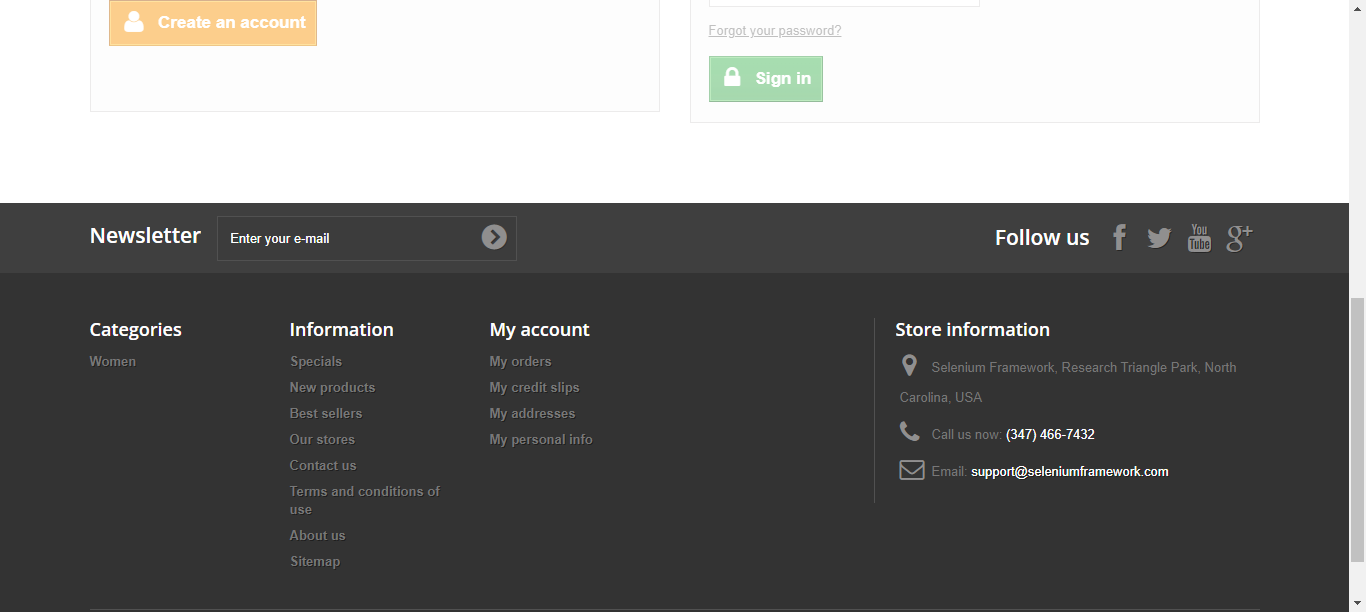 Create an account
Forgot your password?
Sign in
Newsletter
Enter your e-mail
Follow us
You
Tube
g+
Categories
Women
Information
Specials
New products
Best sellers
Our stores
Contact us
Terms and conditions of
use
About us
Sitemap
My account
My orders
My credit slips
My addresses
My personal info
Store information
Selenium Framework, Research Triangle Park, North
Carolina, USA
Call us now: (347) 466-7432
Email: support@seleniumframework.com